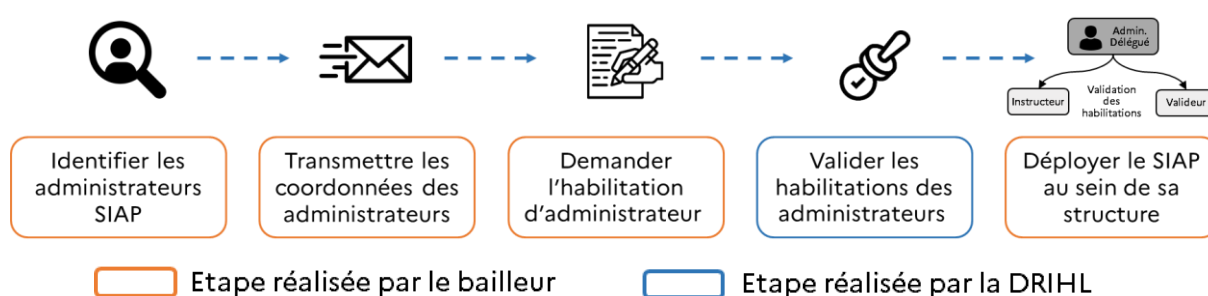 Admin.
Délégué
Instructeur
Validation
des
habilitations
Valideur
Identifier les
administrateurs
SIAP
Transmettre les
coordonnées des
administrateurs
Demander
l'habilitation
d'administrateur
Valider les
habilitations des
administrateurs
Déployer le SIAP
au sein de sa
structure
Etape réalisée par le bailleur
Etape réalisée par la DRIHL